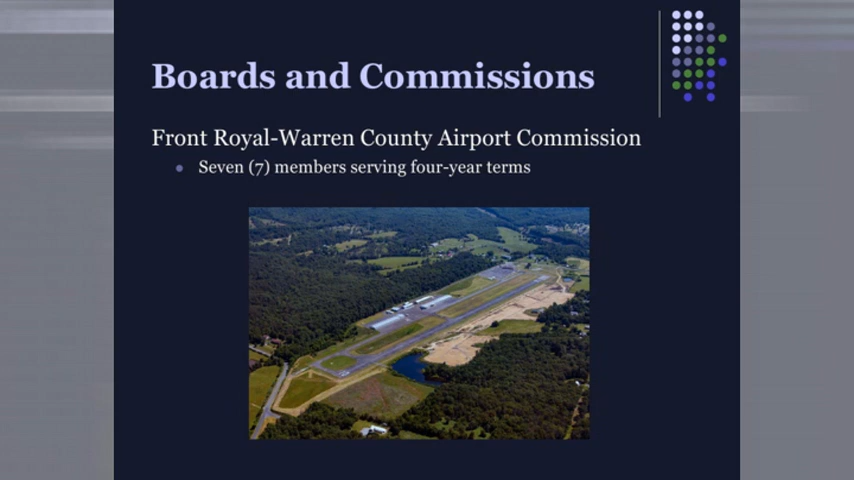 Boards and Commissions
Front Royal-Warren County Airport Commission
Seven (7) members serving four-year terms